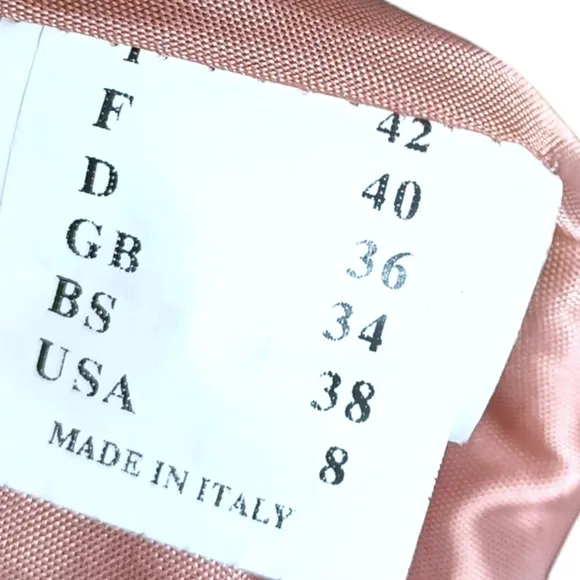 I 42
F 40
D 36
GB 34
BS 38
USA 8
MADE IN ITALY